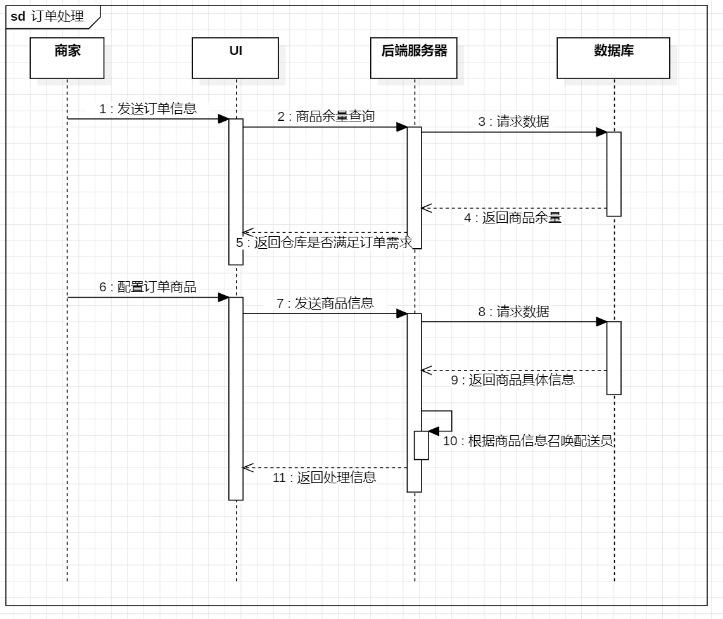 sd 订单处理
商家
UI
后端服务器
数据库
1 : 发送订单信息
2 : 商品余量查询
3 : 请求数据
4 : 返回商品余量
5 : 返回仓库是否满足订单需求
6 : 配置订单商品
7 : 发送商品信息
8 : 请求数据
9 : 返回商品具体信息
10 : 根据商品信息召唤配送员
11 : 返回处理信息